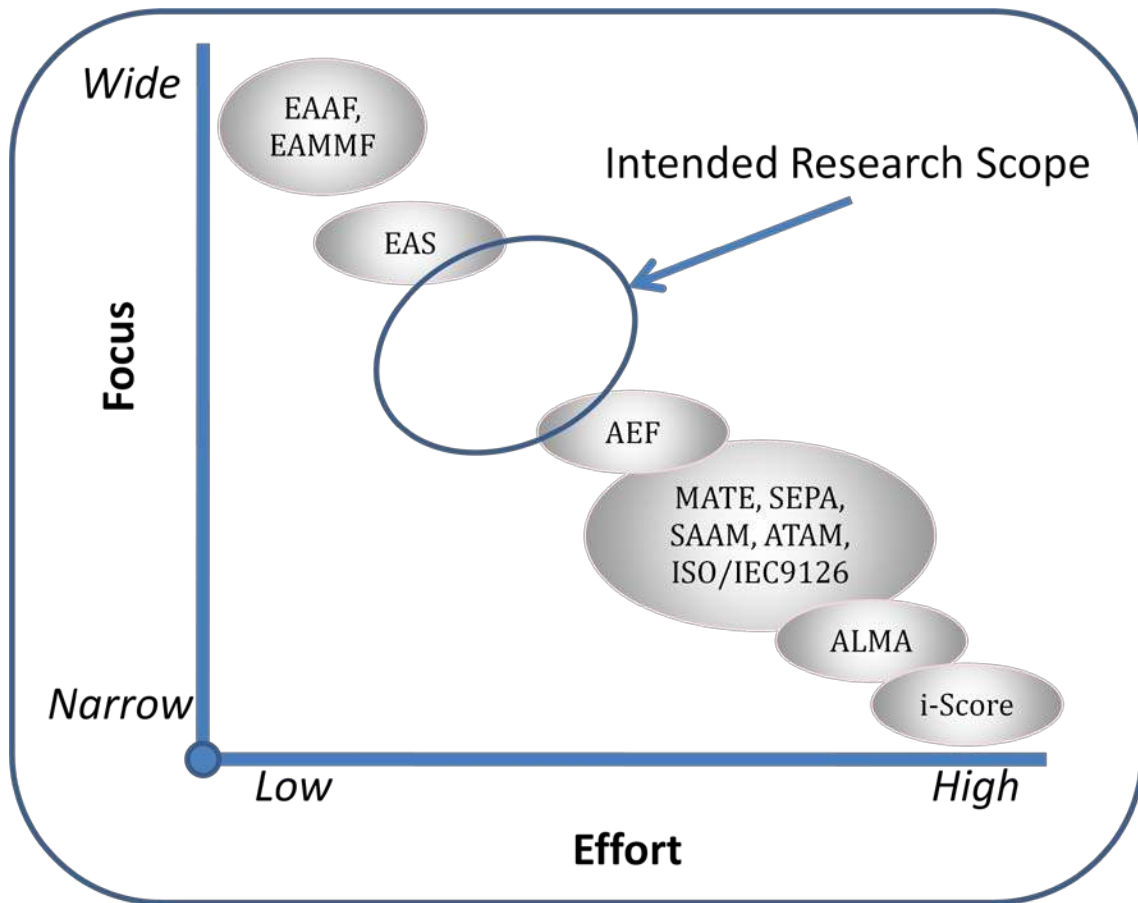 Wide
EAAF,
EAMMF
Intended Research Scope
EAS
Focus
AEF
MATE, SEPA,
SAAM, ATAM,
ISO/IEC9126
ALMA
Narrow
i-Score
Low
High
Effort